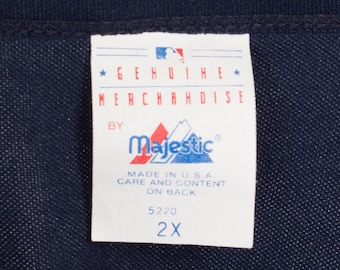 GENUINE
MERCHANDISE
BY
Majestic
MADE IN U.S.A.
CARE AND CONTENT
ON BACK
5220
2X